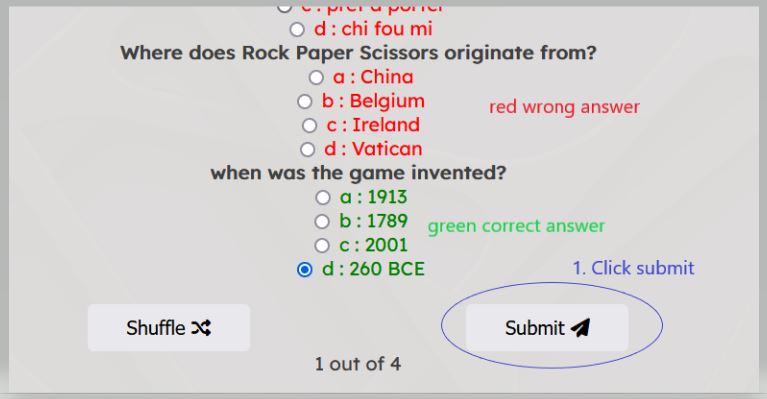 c : pret a porter
d : chi fou mi
Where does Rock Paper Scissors originate from?
a : China
b : Belgium
red wrong answer
c : Ireland
d : Vatican
when was the game invented?
a : 1913
b : 1789
green correct answer
c : 2001
d : 260 BCE
1. Click submit
Shuffle
Submit
1 out of 4